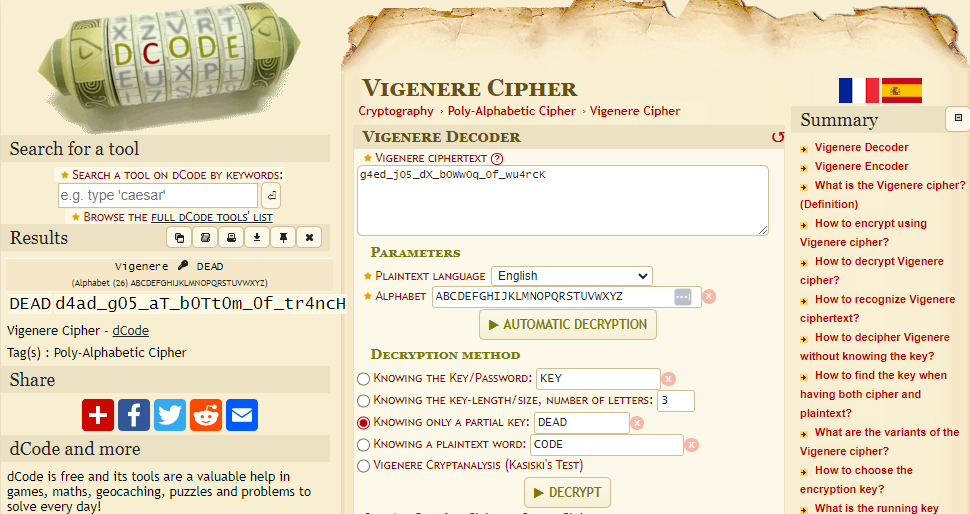 X Z V R T
DCODE
EUXPL
Search for a tool
★ SEARCH A TOOL ON DCODE BY KEYWORDS:
e.g. type 'caesar'
★ BROWSE THE FULL DCODE TOOLS' LIST
Results
Vigenere DEAD
(Alphabet (26) ABCDEFGHIJKLMNOPQRSTUVWXYZ)
DEAD d4ad_g05_aT_b0Tt0m_0f_tr4ncH
Vigenere Cipher - dCode
Tag(s) : Poly-Alphabetic Cipher
Share
dCode and more
dCode is free and its tools are a valuable help in
games, maths, geocaching, puzzles and problems to
solve every day!
VIGENERE CIPHER
Cryptography › Poly-Alphabetic Cipher › Vigenere Cipher
VIGENERE DECODER
★ VIGENERE CIPHERTEXT ?
g4ed_j05_dX_b0Ww0q_0f_wu4rcK
PARAMETERS
★ PLAINTEXT LANGUAGE English
★ ALPHABET ABCDEFGHIJKLMNOPQRSTUVWXYZ x
▶ AUTOMATIC DECRYPTION
DECRYPTION METHOD
KNOWING THE KEY/PASSWORD: KEY x
KNOWING THE KEY-LENGTH/SIZE, NUMBER OF LETTERS: 3
KNOWING ONLY A PARTIAL KEY: DEAD x
KNOWING A PLAINTEXT WORD: CODE x
VIGENERE CRYPTANALYSIS (KASISKI'S TEST)
▶ DECRYPT
Summary
Vigenere Decoder
Vigenere Encoder
What is the Vigenere cipher?
(Definition)
How to encrypt using
Vigenere cipher?
How to decrypt Vigenere
cipher?
How to recognize Vigenere
ciphertext?
How to decipher Vigenere
without knowing the key?
How to find the key when
having both cipher and
plaintext?
What are the variants of the
Vigenere cipher?
How to choose the
encryption key?
What is the running key